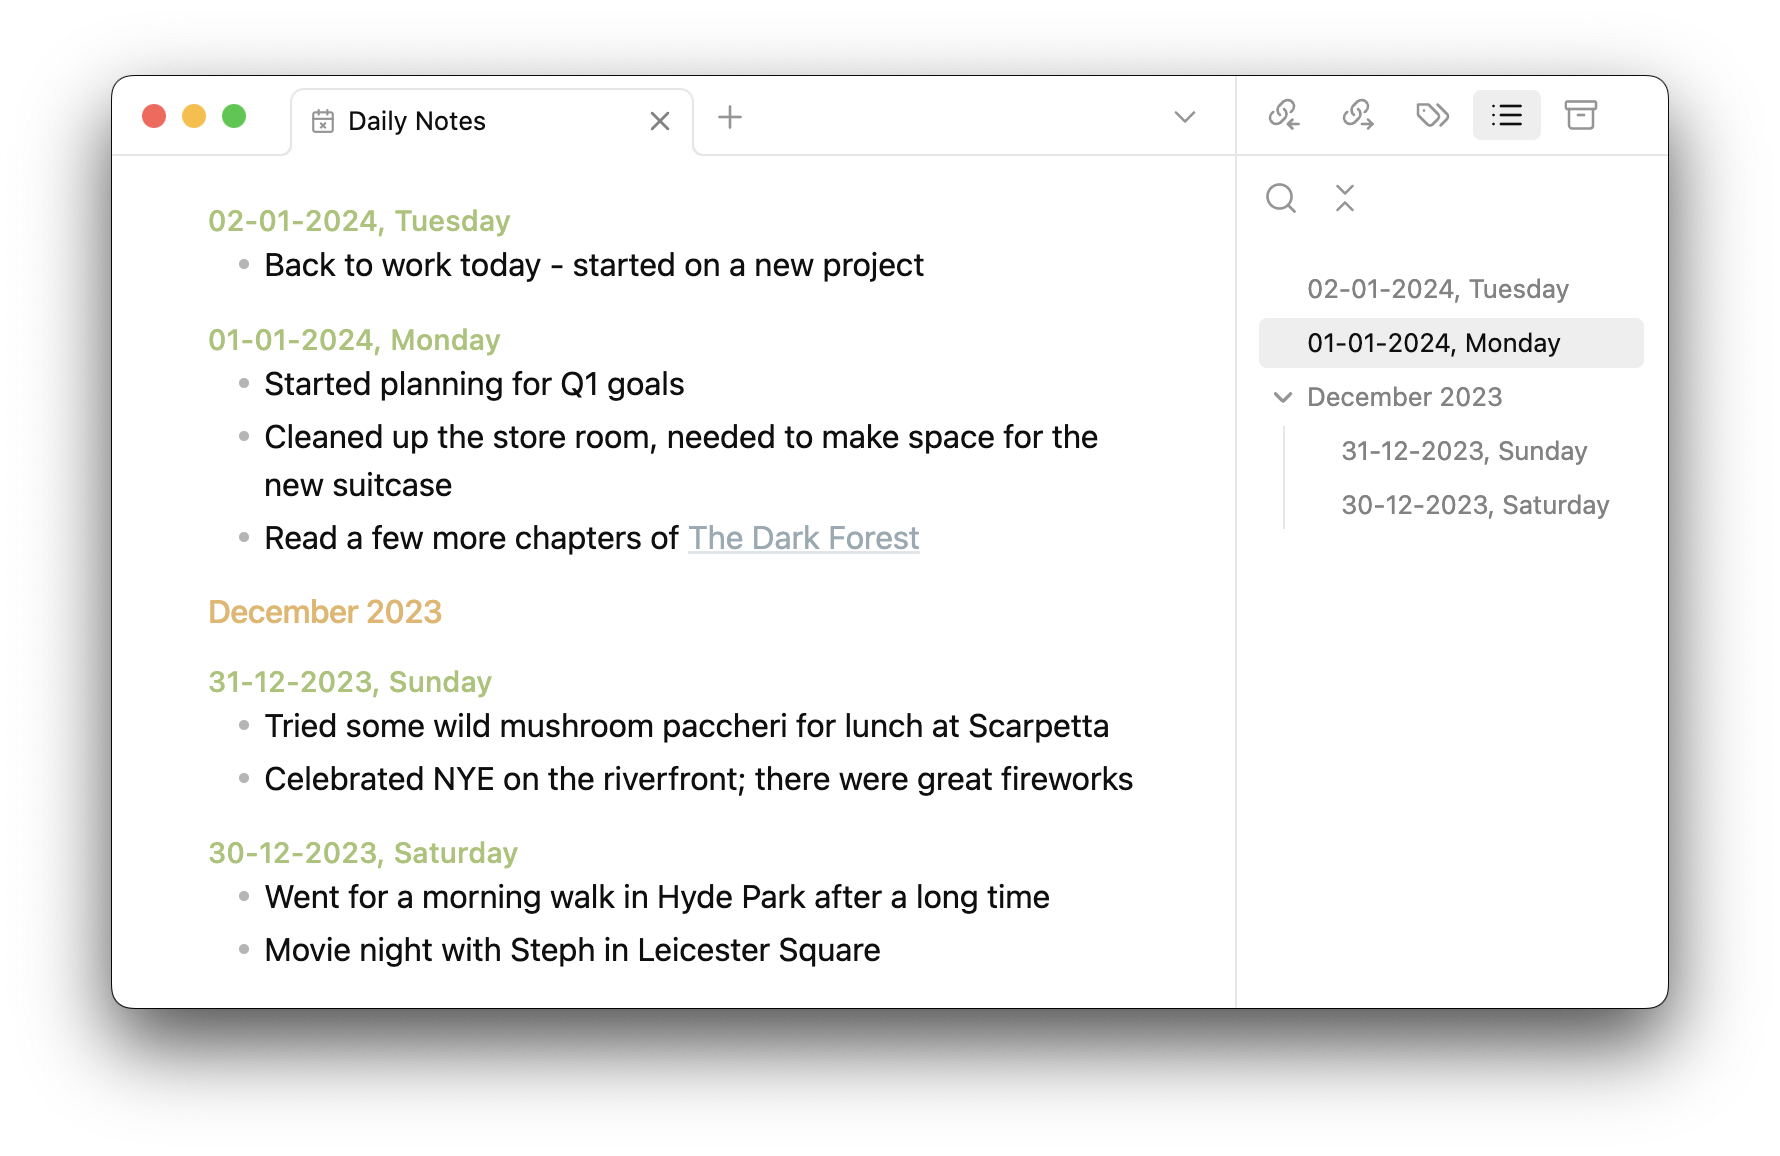 Daily Notes
02-01-2024, Tuesday
Back to work today - started on a new project
01-01-2024, Monday
Started planning for Q1 goals
Cleaned up the store room, needed to make space for the
new suitcase
Read a few more chapters of The Dark Forest
December 2023
31-12-2023, Sunday
Tried some wild mushroom paccheri for lunch at Scarpetta
Celebrated NYE on the riverfront; there were great fireworks
30-12-2023, Saturday
Went for a morning walk in Hyde Park after a long time
Movie night with Steph in Leicester Square
02-01-2024, Tuesday
01-01-2024, Monday
December 2023
31-12-2023, Sunday
30-12-2023, Saturday